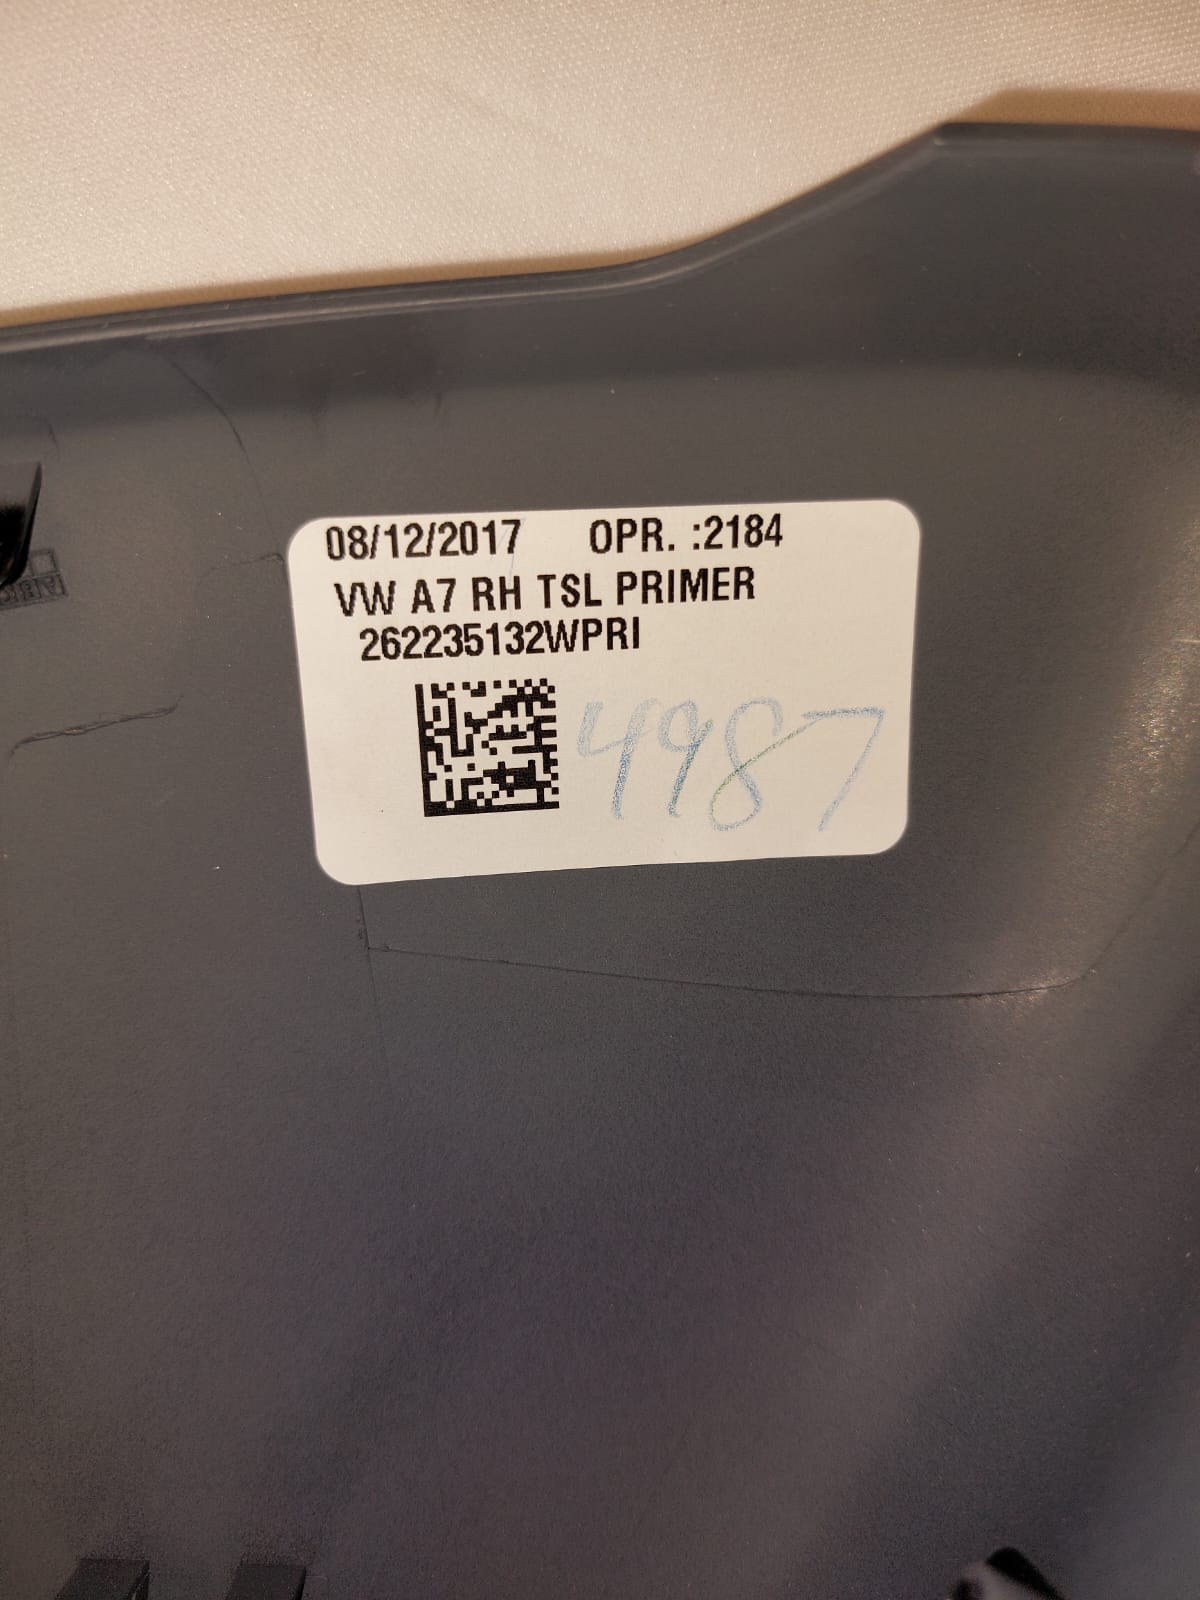 08/12/2017 OPR. :2184
VW A7 RH TSL PRIMER
262235132WPRI
4987